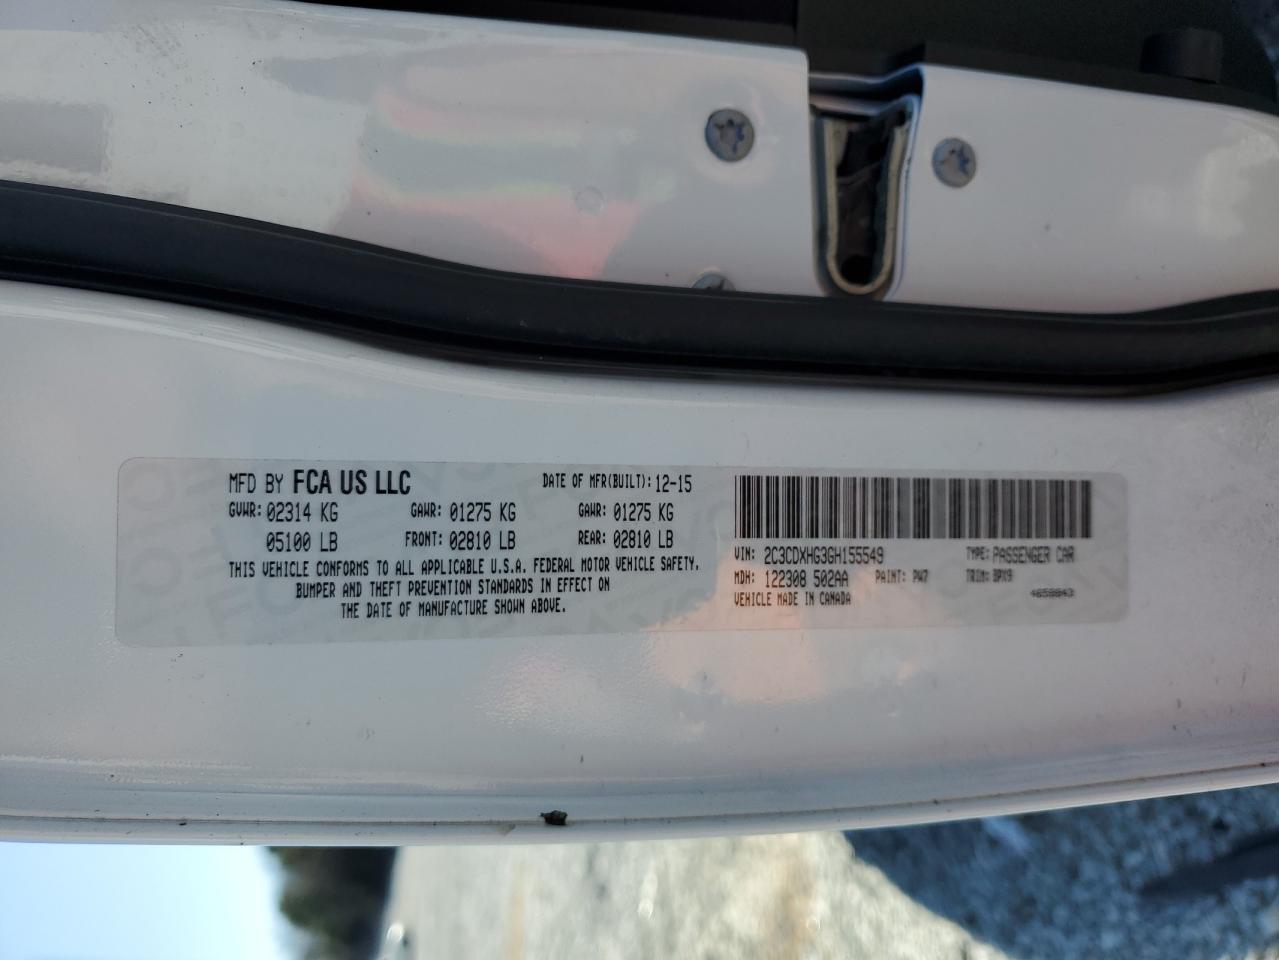 MFD BY FCA US LLC DATE OF MFR(BUILT): 12-15
GVWR: 02314 KG GAWR: 01275 KG GAWR: 01275 KG
05100 LB FRONT: 02810 LB REAR: 02810 LB
THIS VEHICLE CONFORMS TO ALL APPLICABLE U.S.A. FEDERAL MOTOR VEHICLE SAFETY,
BUMPER AND THEFT PREVENTION STANDARDS IN EFFECT ON
THE DATE OF MANUFACTURE SHOWN ABOVE.
VIN: 2C3CDXHG3GH155549 TYPE: PASSENGER CAR
MDH: 122308 502AA PAINT: PW7 TRIM: BPX9
VEHICLE MADE IN CANADA 4658843